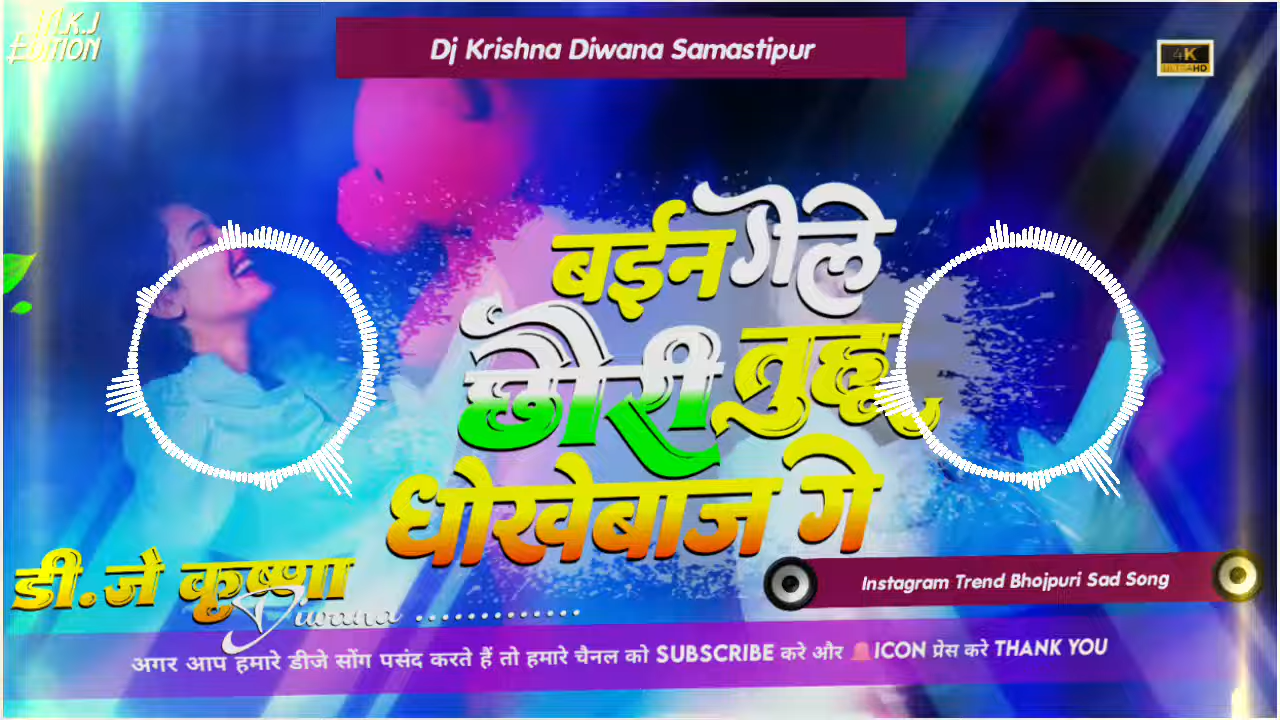 M.K.J
EDITION
Dj Krishna Diwana Samastipur
4K
ULTRAHD
बईन गेले
छौरी तुहू
धोखेबाज गे
डी.जे कृष्णा
Diwana ............
Instagram Trend Bhojpuri Sad Song
अगर आप हमारे डीजे सोंग पसंद करते हैं तो हमारे चैनल को SUBSCRIBE करे और 🔔ICON प्रेस करे THANK YOU